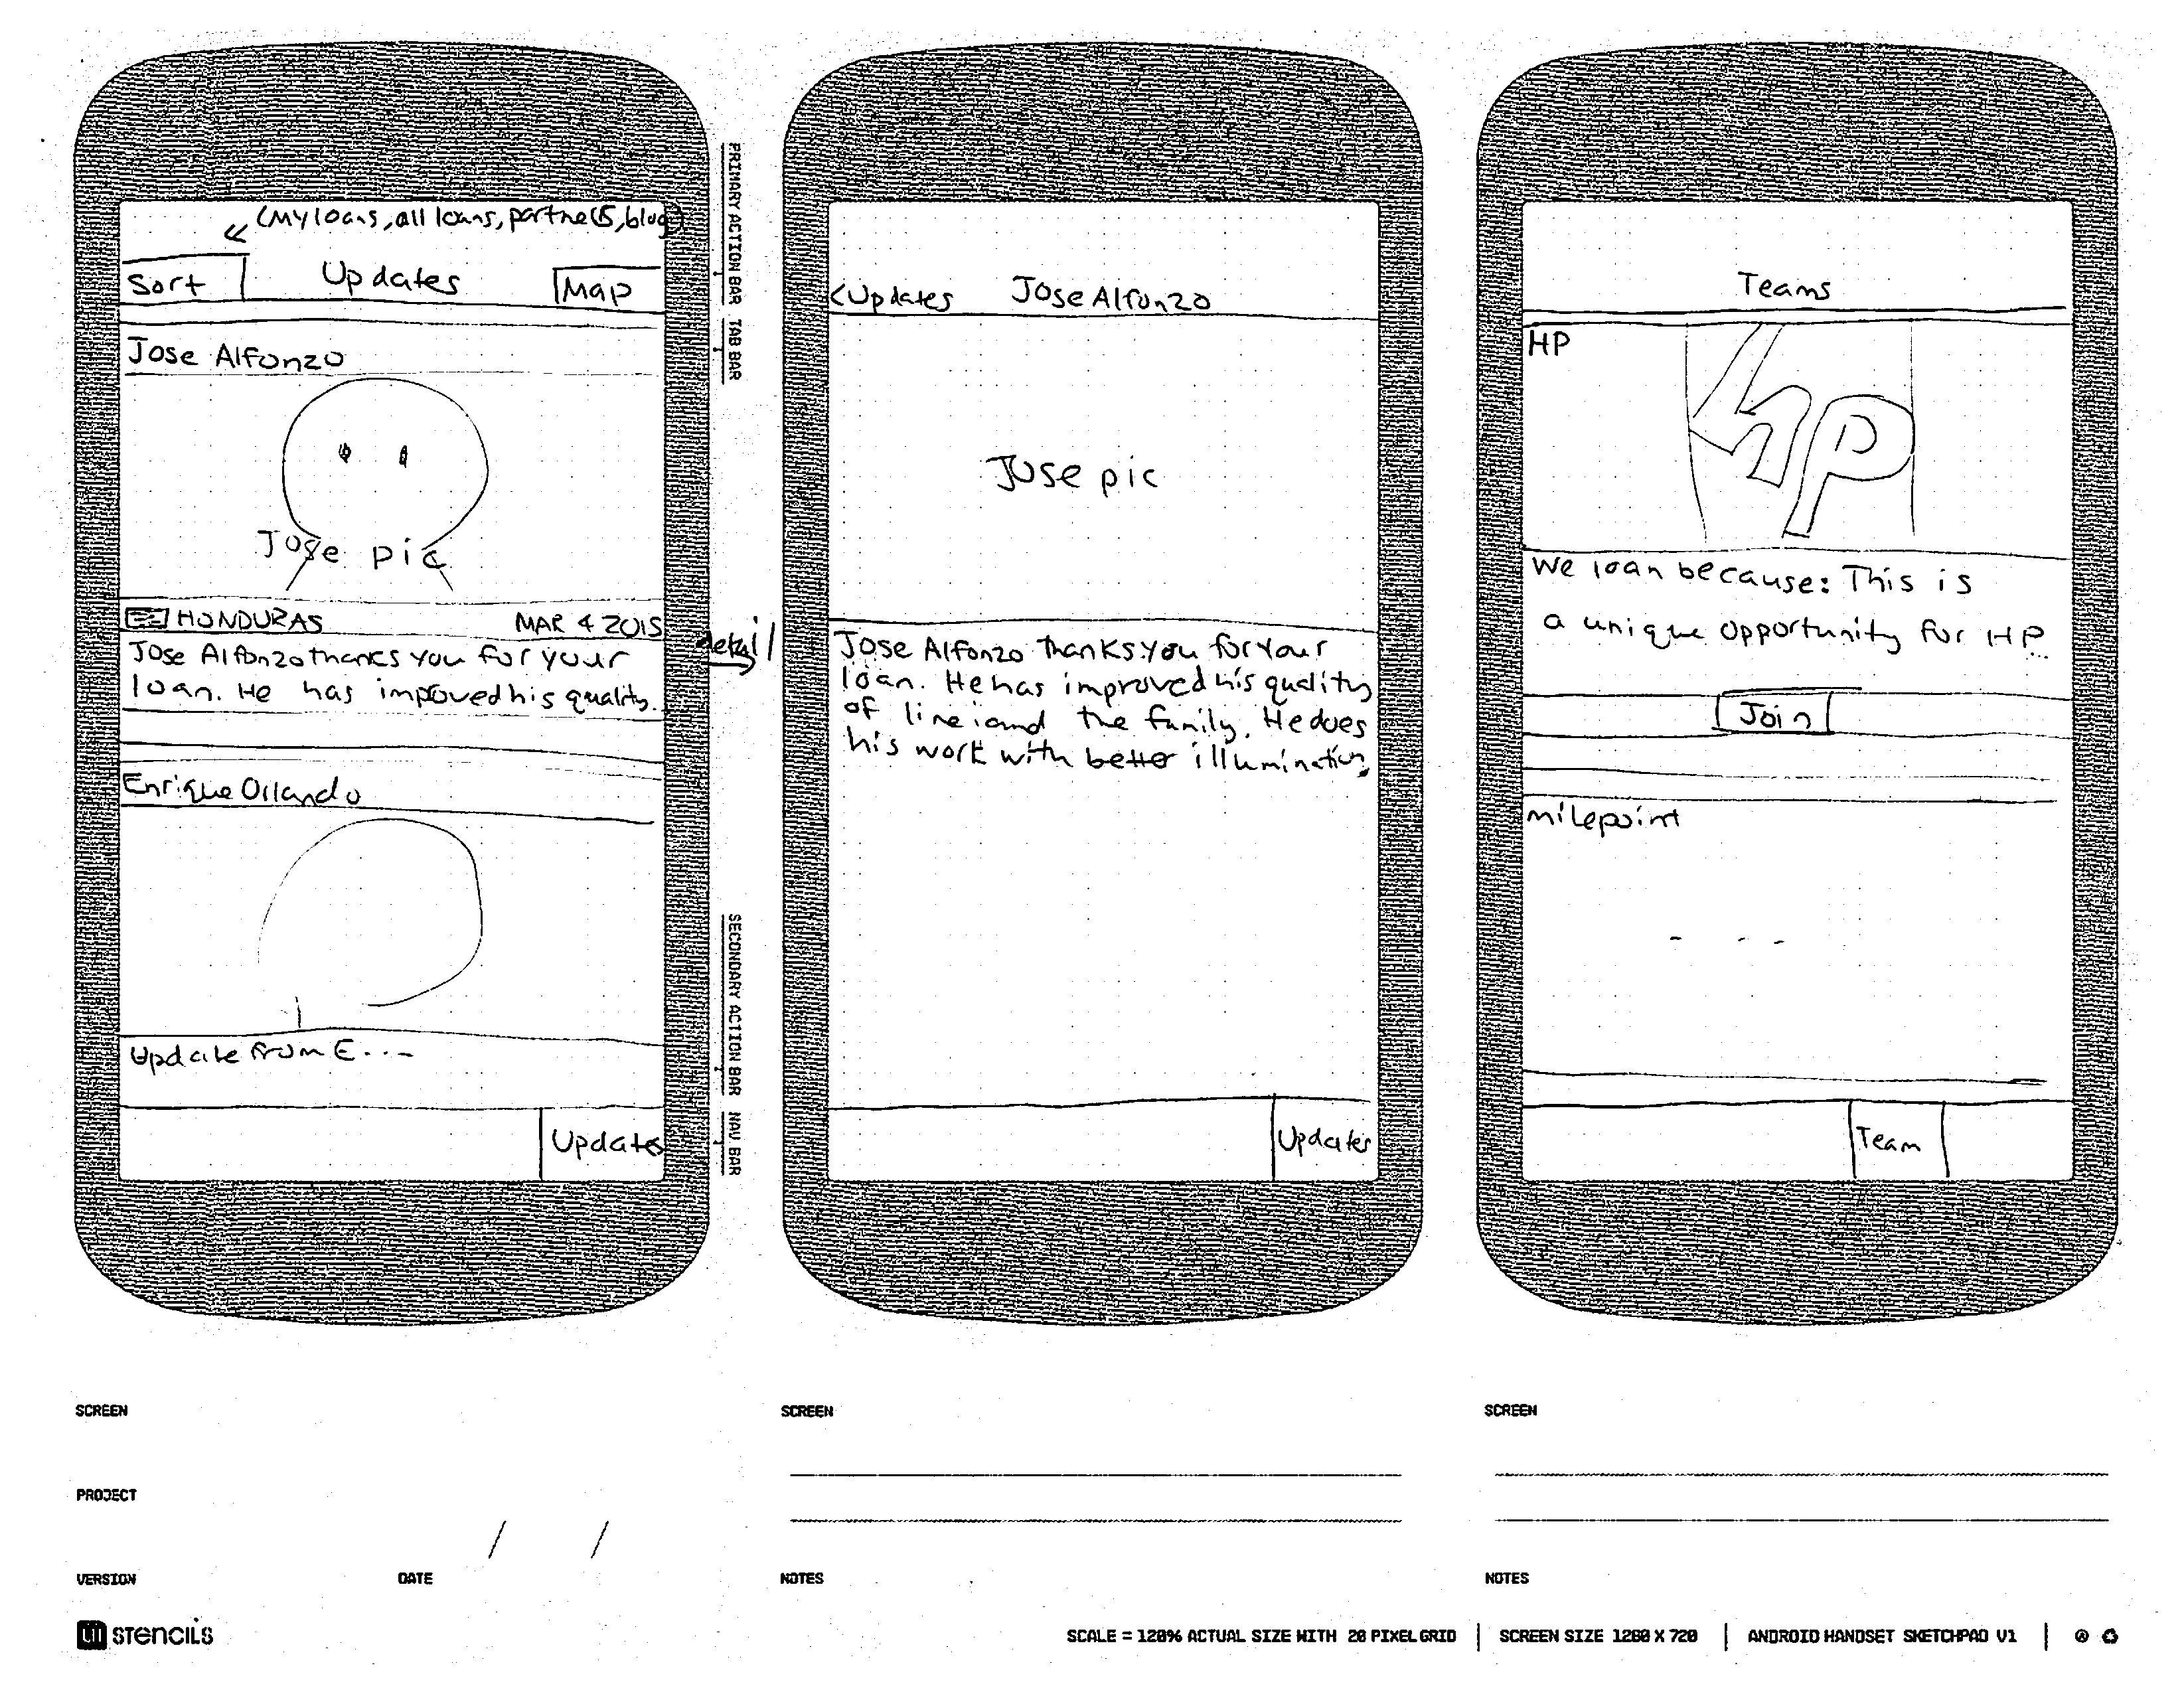 (My loans, all loans, partners, blog)
Sort
Updates
Map
Jose Alfonzo
Jose pic
HONDURAS
MAR 4 2015
Jose Alfonzo thanks you for your
loan. He has improved his quality.
Enrique Orlando
Update from E...
Updates
PRIMARY ACTION BAR
TAB BAR
detail
SECONDARY ACTION BAR
NAV BAR
<Updates
Jose Alfonzo
Jose pic
Jose Alfonzo thanks you for your
loan. He has improved his quality
of line and the family. He does
his work with better illumination.
Updates
Teams
HP
hp
We loan because: This is
a unique opportunity for HP...
Join
milepoint
Team
SCREEN
PROJECT
VERSION
DATE
/ /
SCREEN
NOTES
SCREEN
NOTES
UI STENCILS
SCALE = 120% ACTUAL SIZE WITH 20 PIXEL GRID
SCREEN SIZE 1280 X 720
ANDROID HANDSET SKETCHPAD V1